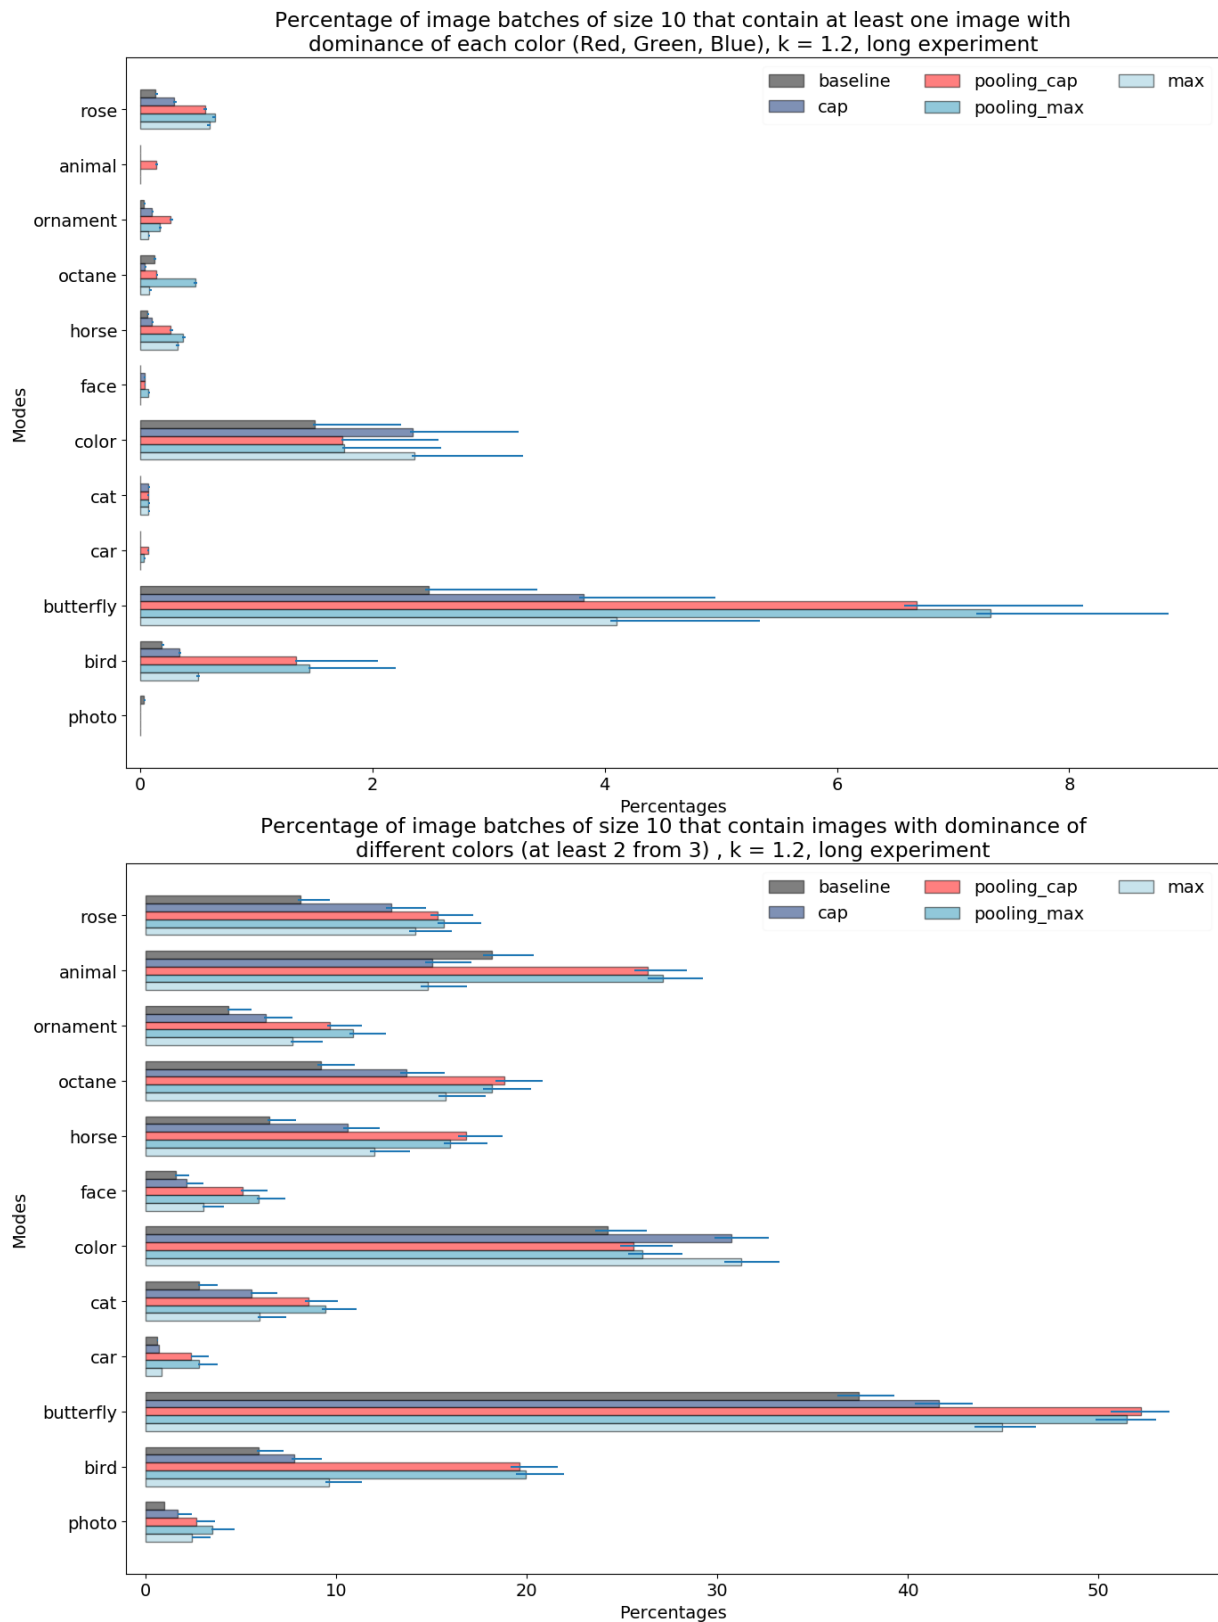 Percentage of image batches of size 10 that contain at least one image with
dominance of each color (Red, Green, Blue), k = 1.2, long experiment
baseline
cap
pooling_cap
pooling_max
max
Modes
rose
animal
ornament
octane
horse
face
color
cat
car
butterfly
bird
photo
0 2 4 6 8
Percentages
Percentage of image batches of size 10 that contain images with dominance of
different colors (at least 2 from 3) , k = 1.2, long experiment
baseline
cap
pooling_cap
pooling_max
max
Modes
rose
animal
ornament
octane
horse
face
color
cat
car
butterfly
bird
photo
0 10 20 30 40 50
Percentages